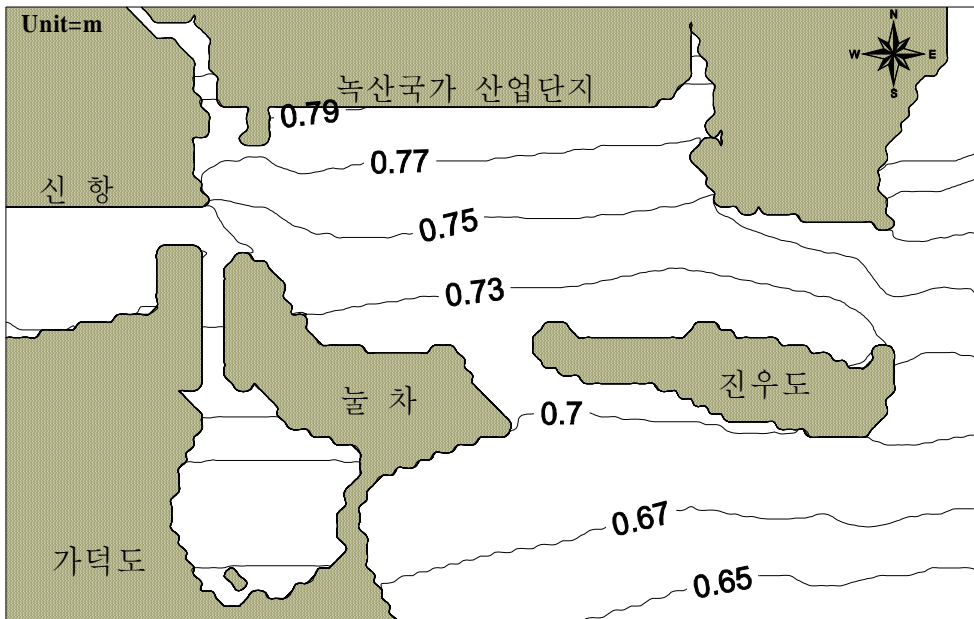 Unit=m
N
W E
S
녹산국가 산업단지
0.79
0.77
신 항
0.75
0.73
진우도
눌 차
0.7
0.67
가덕도
0.65